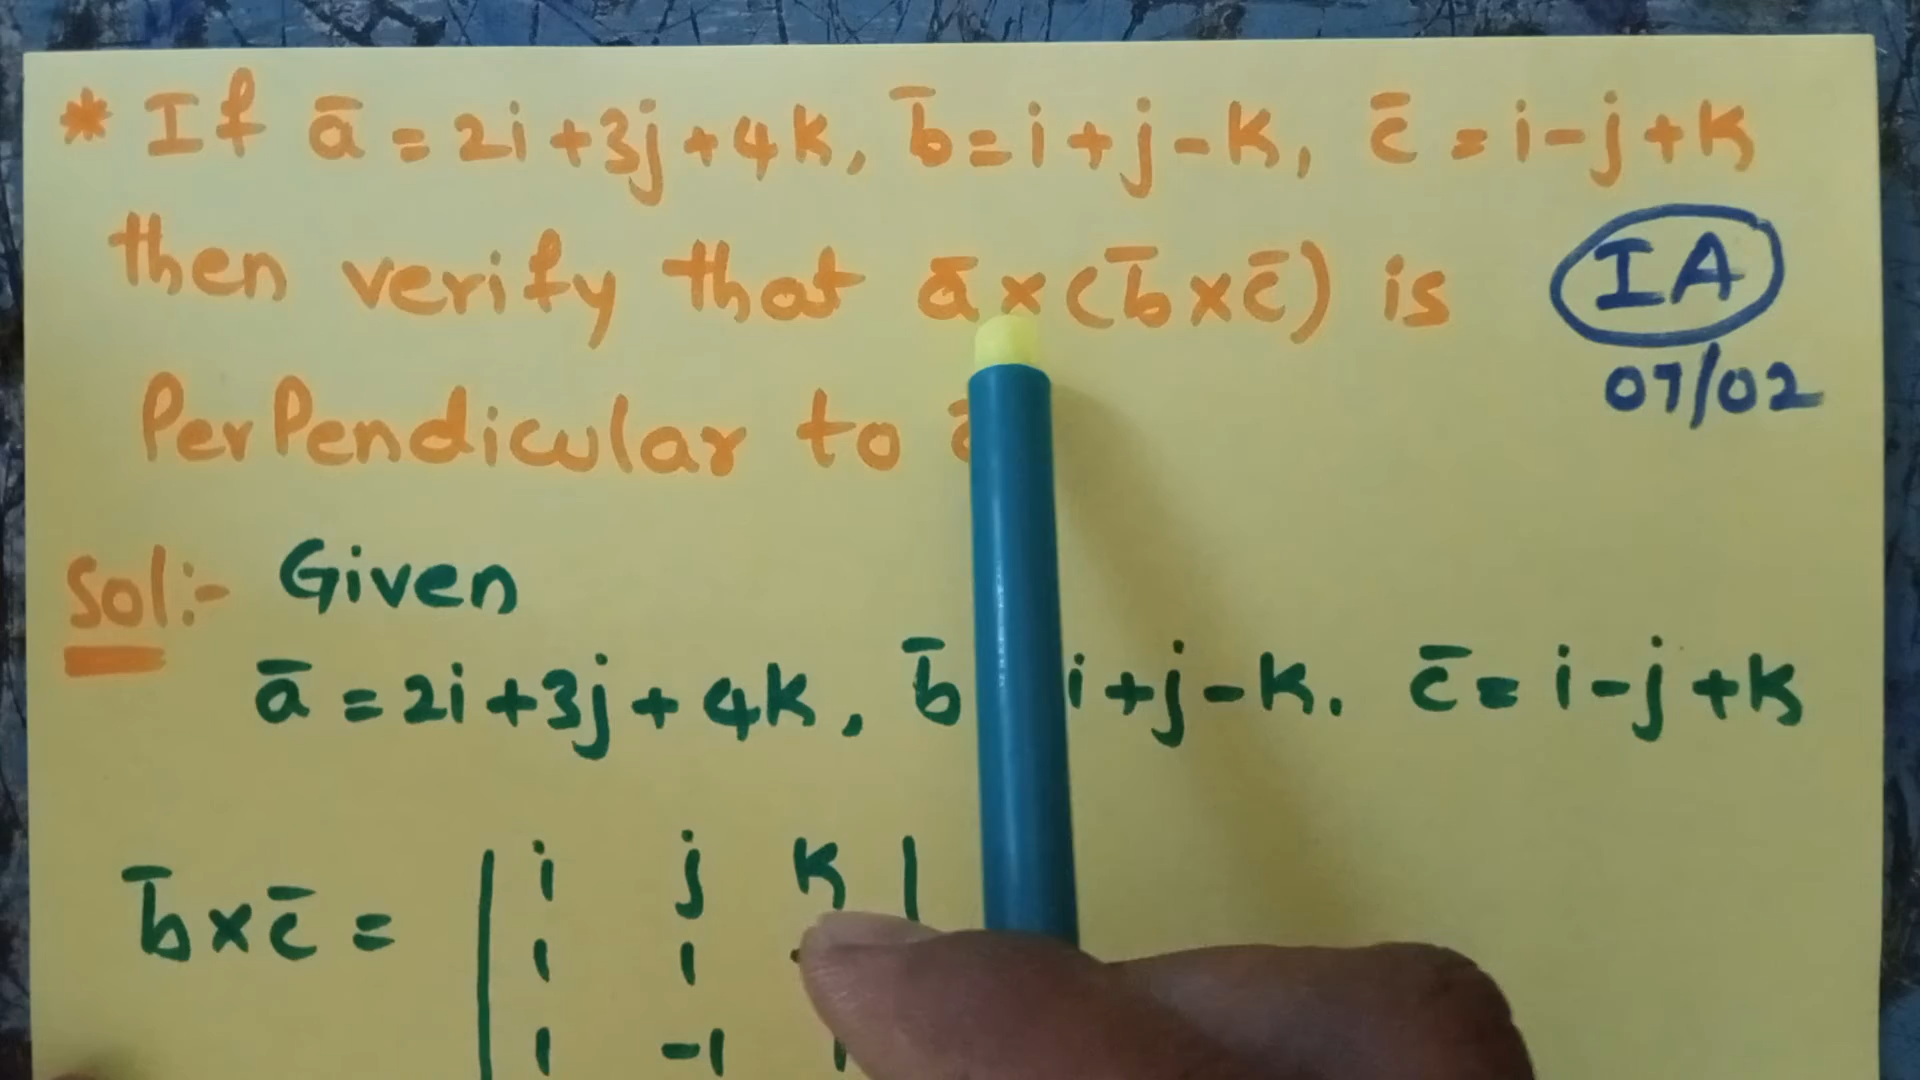 * If ā = 2i+3j+4k, b̄ = i+j-k, c̄ = i-j+k
then verify that ā×(b̄×c̄) is
IA
07/02
Perpendicular to
Sol:- Given
ā = 2i+3j+4k, b̄ i+j-k. c̄ = i-j+k
b̄×c̄ = | i j k |
1 1
1 -1 1